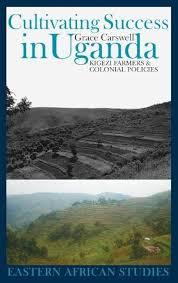 Cultivating Success
Grace Carswell
in Uganda
KIGEZI FARMERS &
COLONIAL POLICIES
EASTERN AFRICAN STUDIES